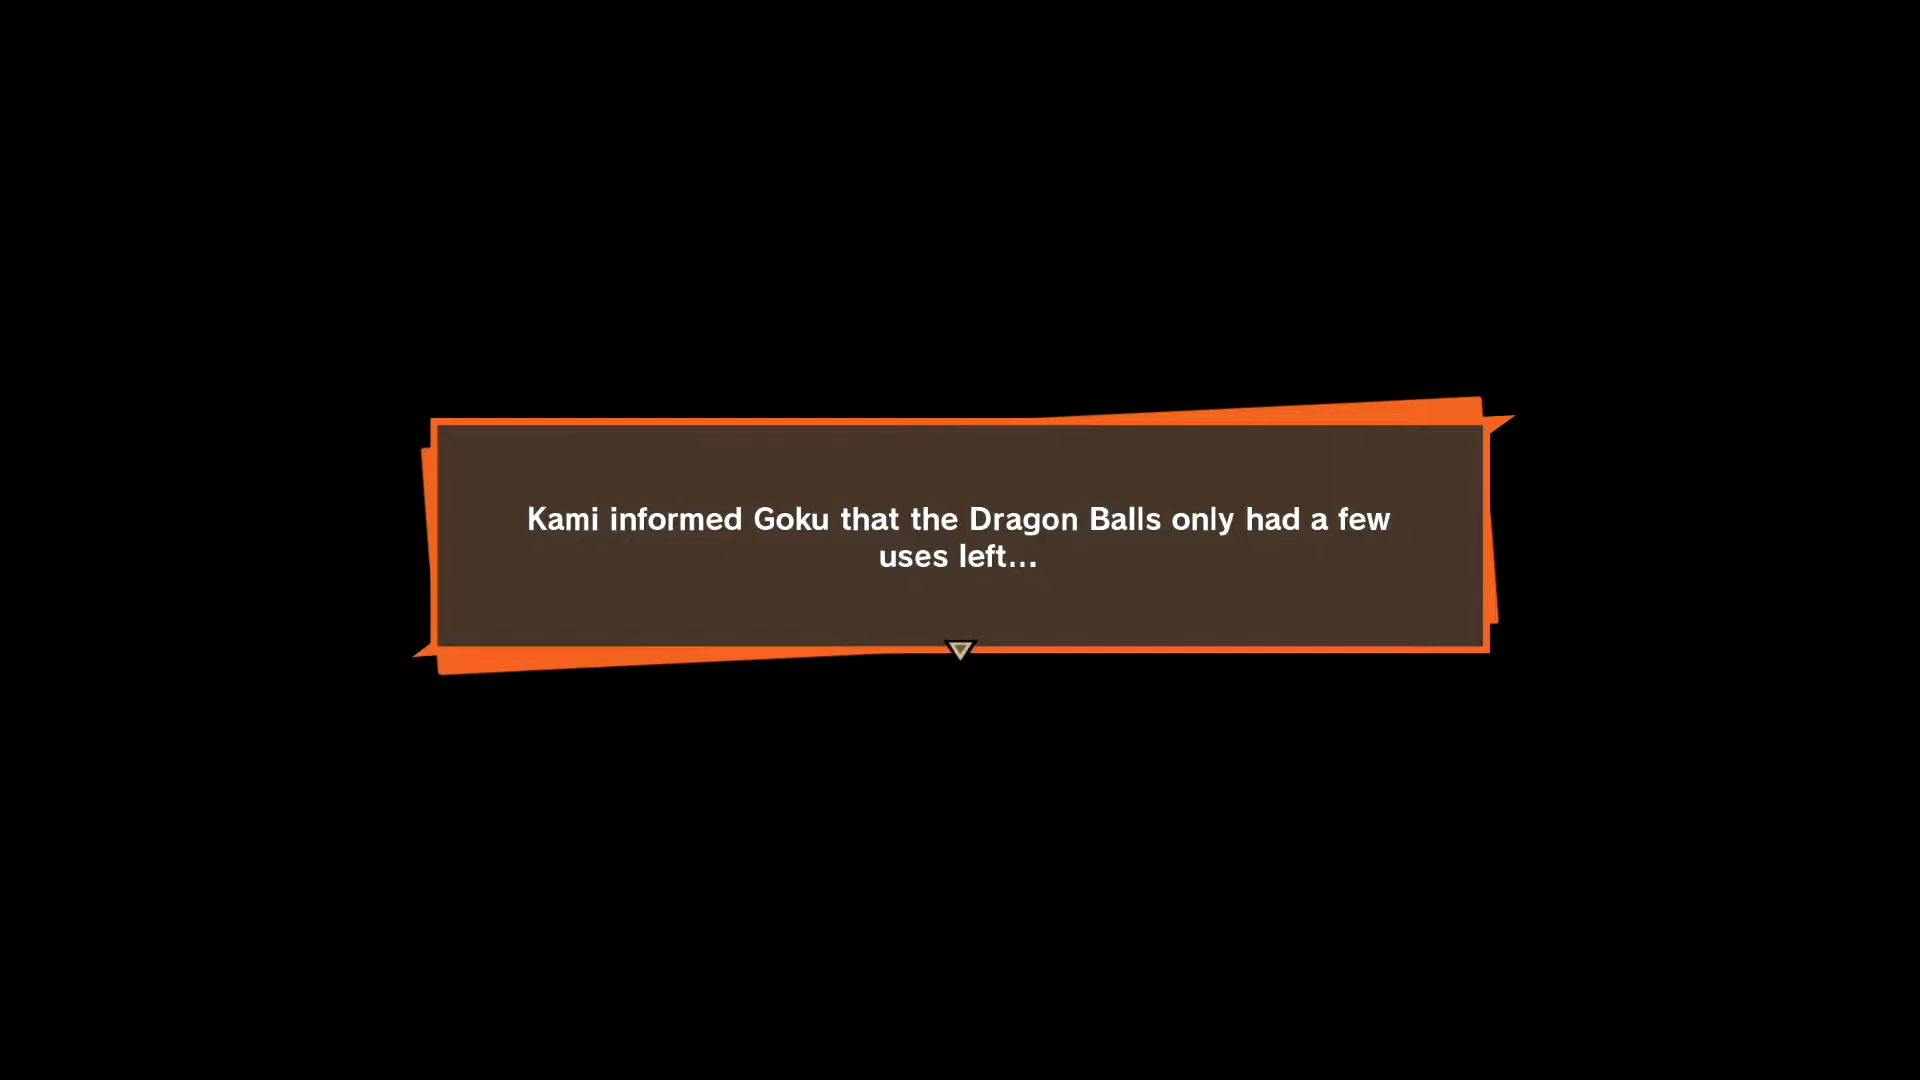 Kami informed Goku that the Dragon Balls only had a few
uses left...